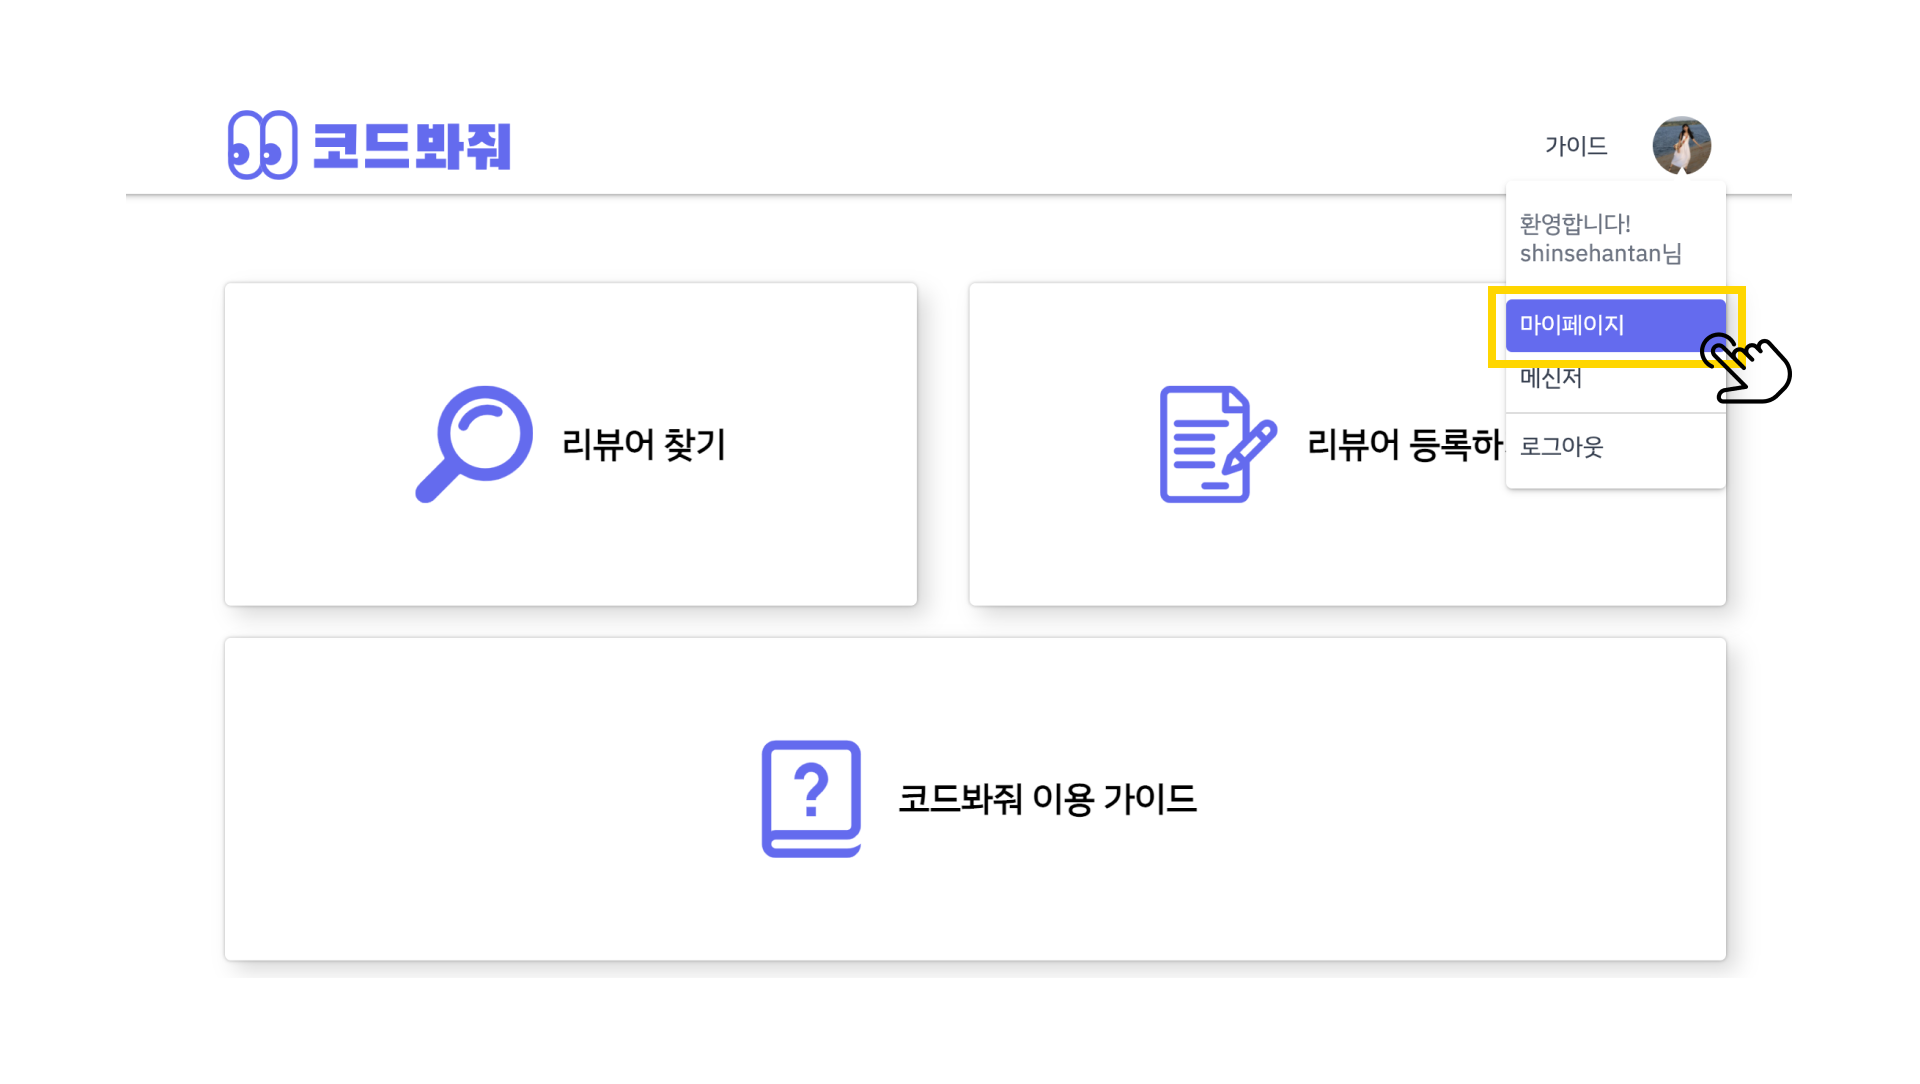 코드봐줘
가이드
환영합니다!
shinsehantan님
마이페이지
메신저
로그아웃
리뷰어 찾기
리뷰어 등록하
?
코드봐줘 이용 가이드